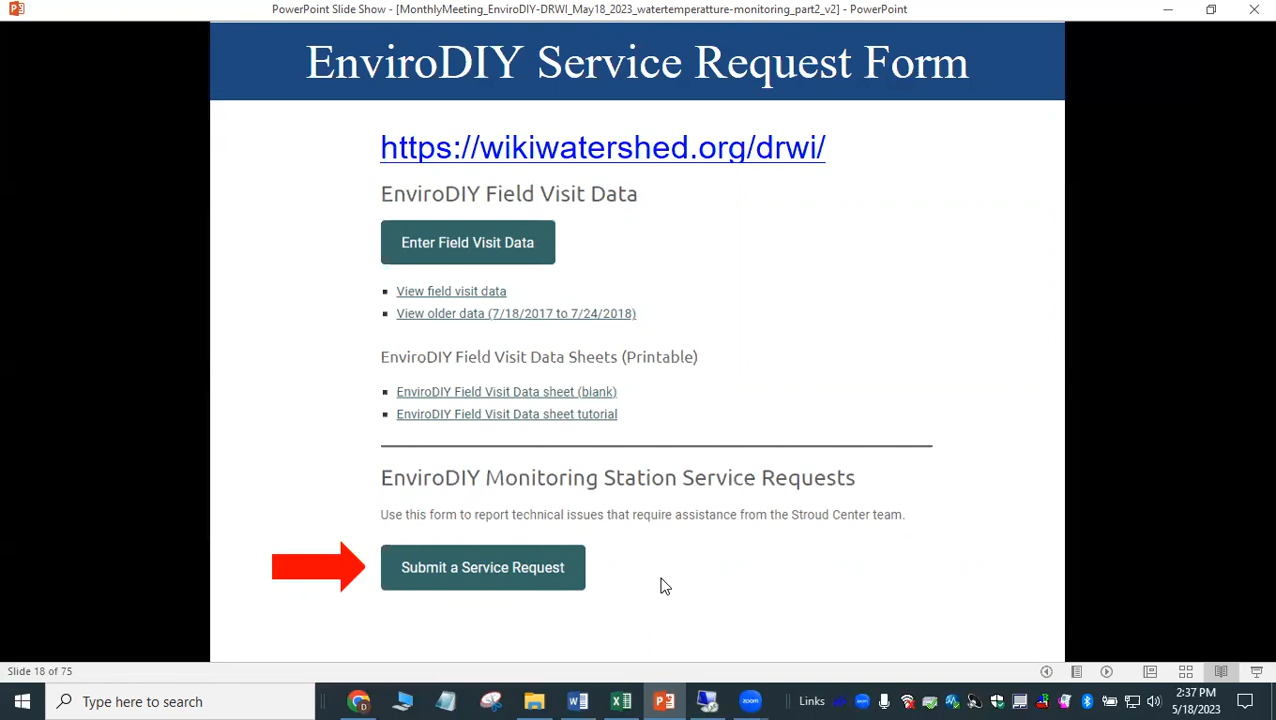 PowerPoint Slide Show - [MonthlyMeeting_EnviroDIY-DRWI_May18_2023_watertemperatture-monitoring_part2_v2] - PowerPoint
EnviroDIY Service Request Form
https://wikiwatershed.org/drwi/
EnviroDIY Field Visit Data
Enter Field Visit Data
View field visit data
View older data (7/18/2017 to 7/24/2018)
EnviroDIY Field Visit Data Sheets (Printable)
EnviroDIY Field Visit Data sheet (blank)
EnviroDIY Field Visit Data sheet tutorial
EnviroDIY Monitoring Station Service Requests
Use this form to report technical issues that require assistance from the Stroud Center team.
Submit a Service Request
Slide 18 of 75
Type here to search
Links
2:37 PM
5/18/2023